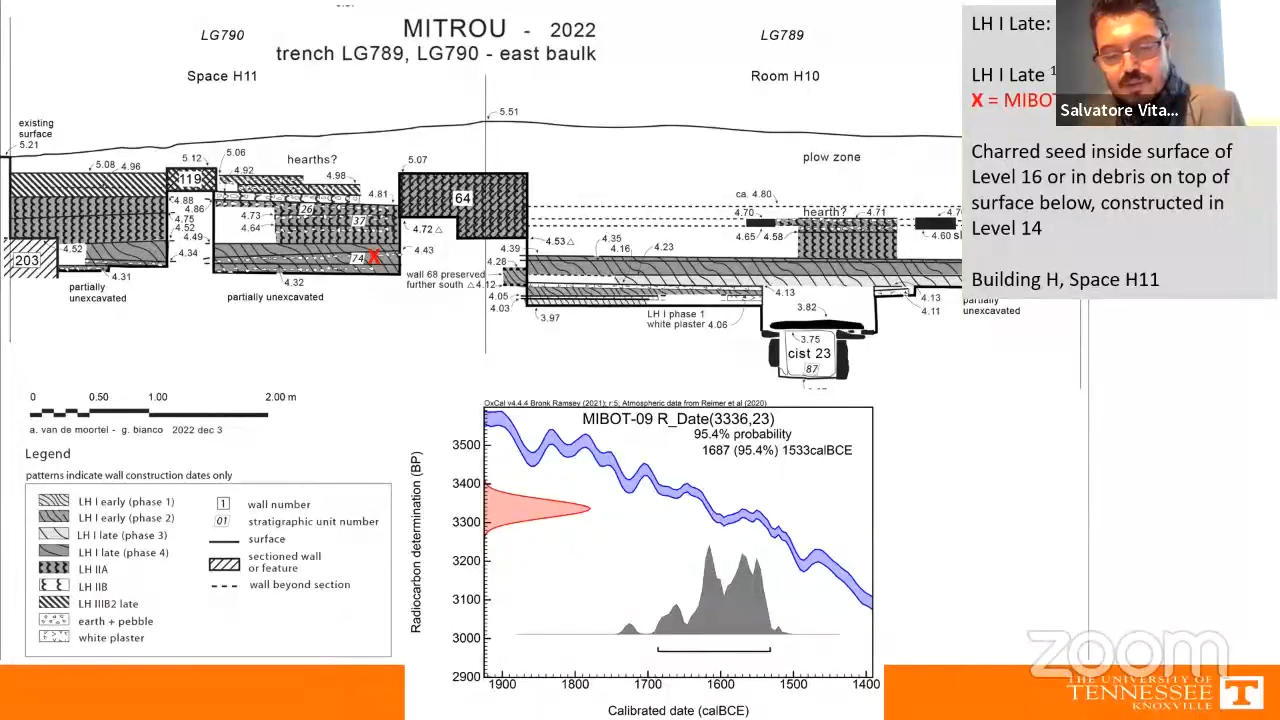 MITROU - 2022
trench LG789, LG790 - east baulk
LG790
Space H11
LG789
Room H10
existing
surface
5.21
5.51
5.08
4.96
5.12
5.06
4.92
hearths?
4.98
5.07
4.81
plow zone
119
64
4.88
4.86
4.75
4.52
4.49
4.34
26
37
4.73
4.64
4.72
4.43
74
X
ca. 4.80
4.70
hearth?
4.71
4.65
4.58
4.60
203
4.52
4.31
4.32
partially
unexcavated
partially unexcavated
4.53
4.39
4.35
4.16
4.23
4.28
wall 68 preserved
further south
4.12
4.05
4.03
3.97
LH I phase 1
white plaster
4.06
4.13
3.82
3.75
cist 23
87
4.13
4.11
partially
unexcavated
LH I Late:
LH I Late
X = MIBOT
Salvatore Vita...
Charred seed inside surface of
Level 16 or in debris on top of
surface below, constructed in
Level 14
Building H, Space H11
0 0.50 1.00 2.00 m
a. van de moortel - g. bianco 2022 dec 3
Legend
patterns indicate wall construction dates only
LH I early (phase 1)
LH I early (phase 2)
LH I late (phase 3)
LH I late (phase 4)
LH IIA
LH IIB
LH IIIB2 late
earth + pebble
white plaster
1 wall number
01 stratigraphic unit number
surface
sectioned wall
or feature
wall beyond section
OxCal v4.4.4 Bronk Ramsey (2021); r:5; Atmospheric data from Reimer et al (2020)
MIBOT-09 R_Date(3336,23)
95.4% probability
1687 (95.4%) 1533calBCE
Radiocarbon determination (BP)
3500
3400
3300
3200
3100
3000
2900
1900 1800 1700 1600 1500 1400
Calibrated date (calBCE)
zoom
THE UNIVERSITY OF
TENNESSEE
KNOXVILLE
T